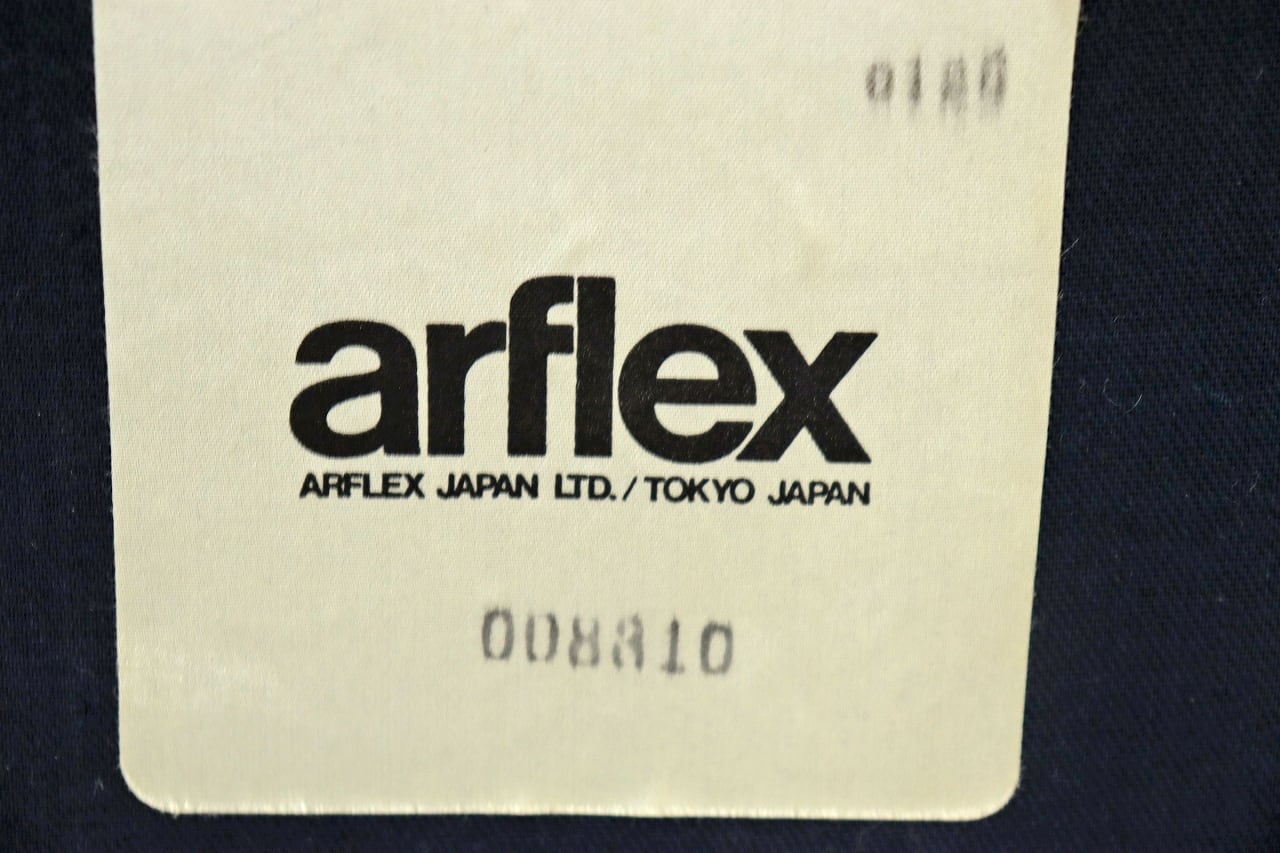 0180
arflex
ARFLEX JAPAN LTD. / TOKYO JAPAN
008810